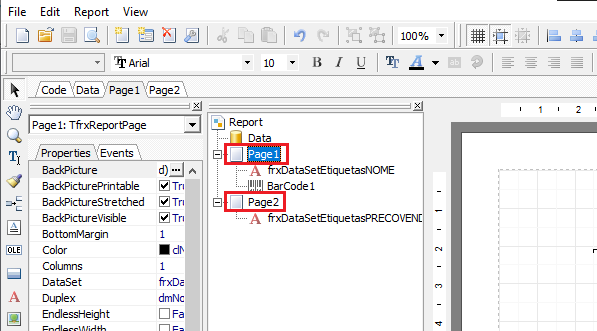 File Edit Report View
100%
Arial 10 B I U A ab
Code Data Page1 Page2
Page1: TfrxReportPage
Properties Events
BackPicture d) ...
BackPicturePrintable Tru
BackPictureStretched Tru
BackPictureVisible Tru
BottomMargin 1
Color clN
Columns 1
DataSet frxDa
Duplex dmNo
EndlessHeight Fa
EndlessWidth Fa
OLE
Report
Data
Page1
frxDataSetEtiquetasNOME
BarCode1
Page2
frxDataSetEtiquetasPRECOVEND
1 2
1
2
3
4